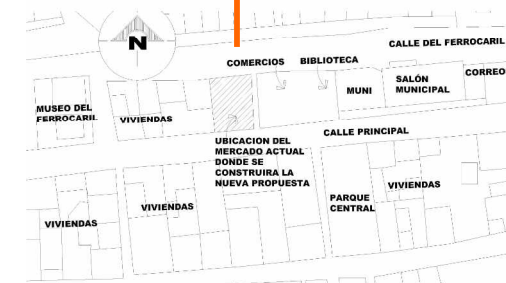 N
CALLE DEL FERROCARIL
COMERCIOS
BIBLIOTECA
CORREO
SALÓN
MUNICIPAL
MUNI
MUSEO DEL
FERROCARIL
VIVIENDAS
CALLE PRINCIPAL
UBICACION DEL
MERCADO ACTUAL
DONDE SE
CONSTRUIRA LA
NUEVA PROPUESTA
VIVIENDAS
PARQUE
CENTRAL
VIVIENDAS
VIVIENDAS